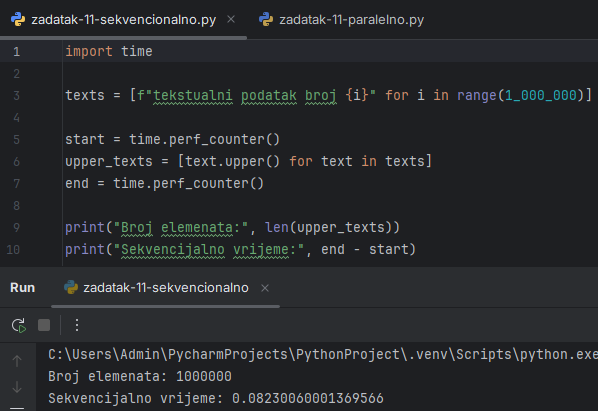 zadatak-11-sekvencionalno.py × zadatak-11-paralelno.py
1 import time
2
3 texts = [f"tekstualni podatak broj {i}" for i in range(1_000_000)]
4
5 start = time.perf_counter()
6 upper_texts = [text.upper() for text in texts]
7 end = time.perf_counter()
8
9 print("Broj elemenata:", len(upper_texts))
10 print("Sekvencijalno vrijeme:", end - start)
Run zadatak-11-sekvencionalno ×
C:\Users\Admin\PycharmProjects\PythonProject\.venv\Scripts\python.exe
Broj elemenata: 1000000
Sekvencijalno vrijeme: 0.08230060001369566